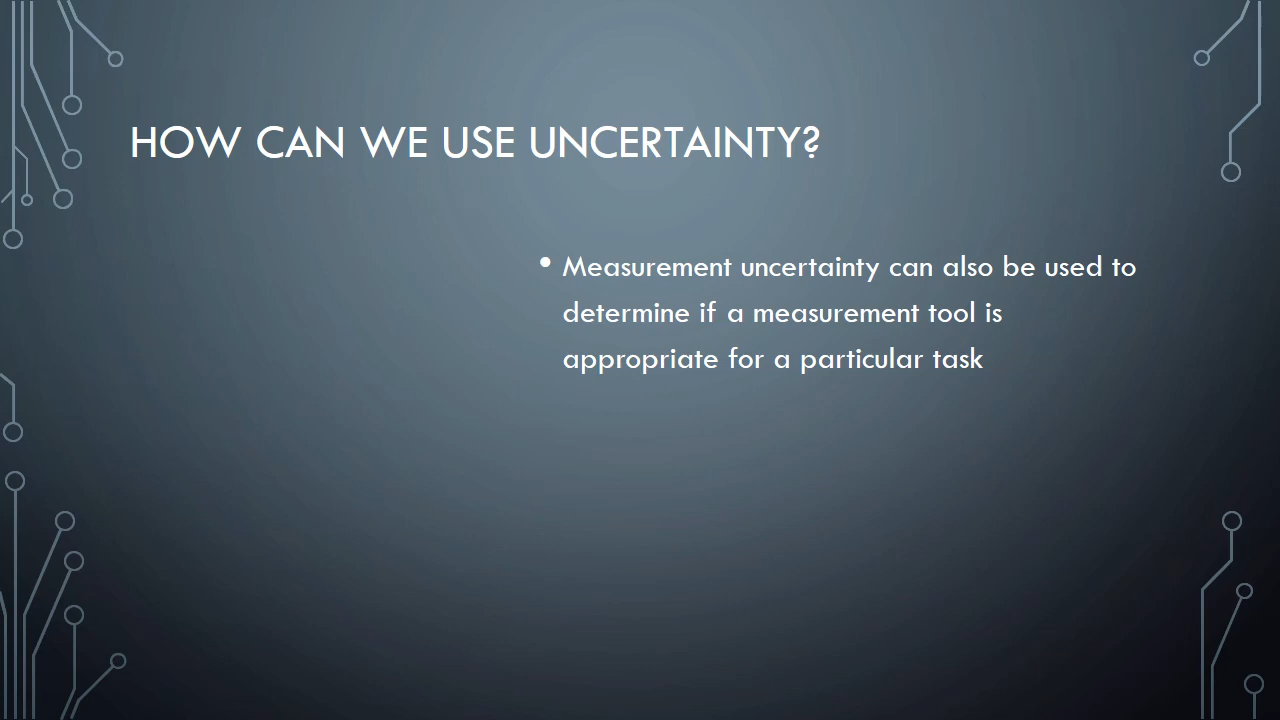 HOW CAN WE USE UNCERTAINTY?
• Measurement uncertainty can also be used to
determine if a measurement tool is
appropriate for a particular task